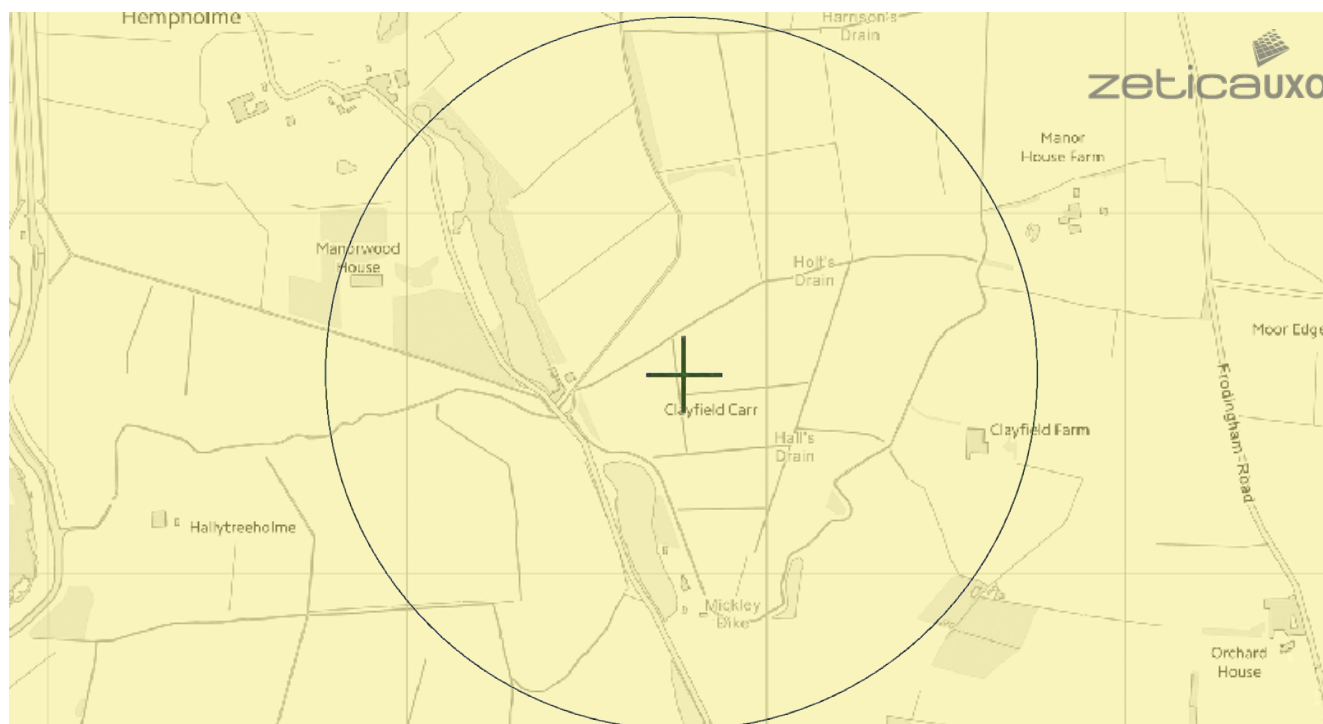 Hempholme
Harrison's
Drain
zeticauxo
Manor
House Farm
Manorwood
House
Holt's
Drain
Moor Edge
Clayfield Carr
Clayfield Farm
Hall's
Drain
Frodingham Road
Hallytreeholme
Mickley
Dike
Orchard
House